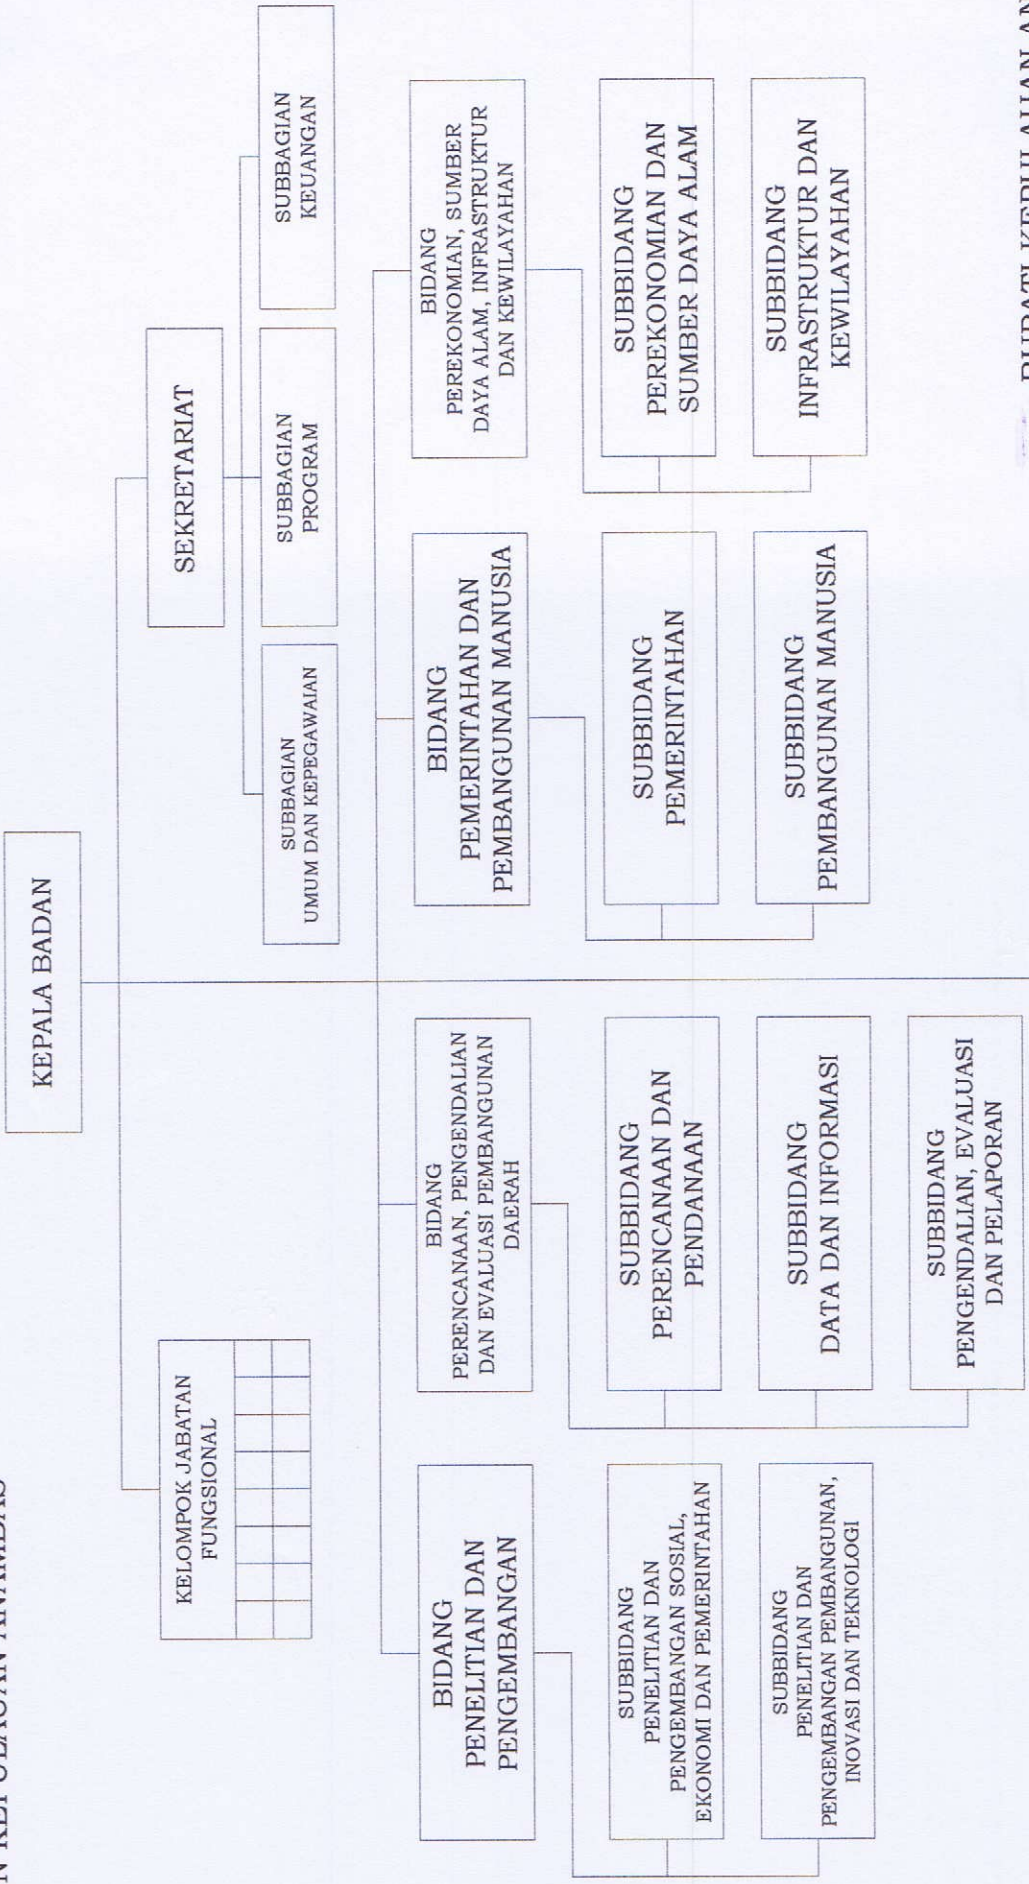 KEPULAUAN ANAMBAS
KEPALA BADAN
KELOMPOK JABATAN
FUNGSIONAL
SEKRETARIAT
SUBBAGIAN
UMUM DAN KEPEGAWAIAN
SUBBAGIAN
PROGRAM
SUBBAGIAN
KEUANGAN
BIDANG
PENELITIAN DAN
PENGEMBANGAN
BIDANG
PERENCANAAN, PENGENDALIAN
DAN EVALUASI PEMBANGUNAN
DAERAH
BIDANG
PEMERINTAHAN DAN
PEMBANGUNAN MANUSIA
BIDANG
PEREKONOMIAN, SUMBER
DAYA ALAM, INFRASTRUKTUR
DAN KEWILAYAHAN
SUBBIDANG
PENELITIAN DAN
PENGEMBANGAN SOSIAL,
EKONOMI DAN PEMERINTAHAN
SUBBIDANG
PERENCANAAN DAN
PENDANAAN
SUBBIDANG
PEMERINTAHAN
SUBBIDANG
PEREKONOMIAN DAN
SUMBER DAYA ALAM
SUBBIDANG
PENELITIAN DAN
PENGEMBANGAN PEMBANGUNAN,
INOVASI DAN TEKNOLOGI
SUBBIDANG
DATA DAN INFORMASI
SUBBIDANG
PEMBANGUNAN MANUSIA
SUBBIDANG
INFRASTRUKTUR DAN
KEWILAYAHAN
SUBBIDANG
PENGENDALIAN, EVALUASI
DAN PELAPORAN
BUPATI KEPULAUAN